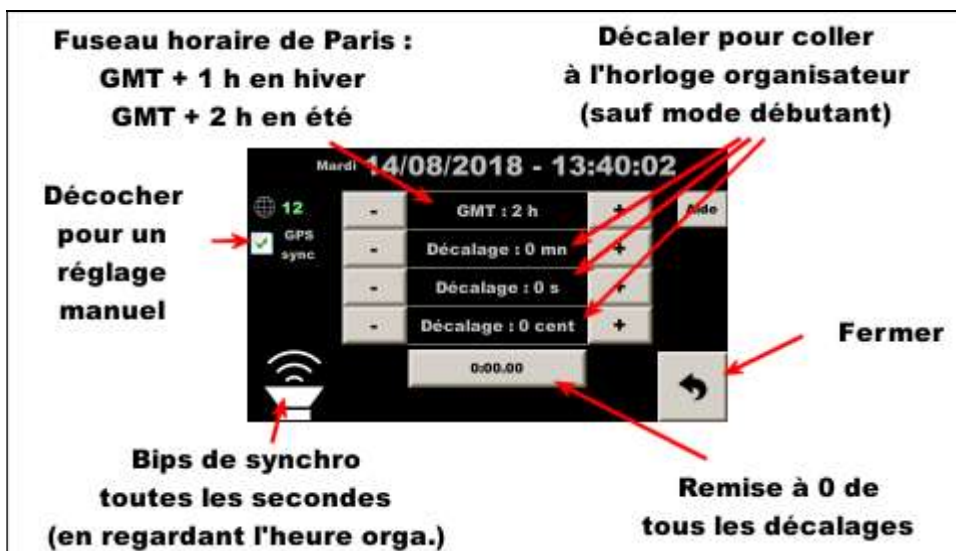 Fuseau horaire de Paris :
GMT + 1 h en hiver
GMT + 2 h en été
Décaler pour coller
à l'horloge organisateur
(sauf mode débutant)
Mardi 14/08/2018 - 13:40:02
Décocher
pour un
réglage
manuel
12
GPS
sync
- GMT : 2 h +
Aide
- Décalage : 0 mn +
- Décalage : 0 s +
- Décalage : 0 cent +
0:00.00
Fermer
Bips de synchro
toutes les secondes
(en regardant l'heure orga.)
Remise à 0 de
tous les décalages